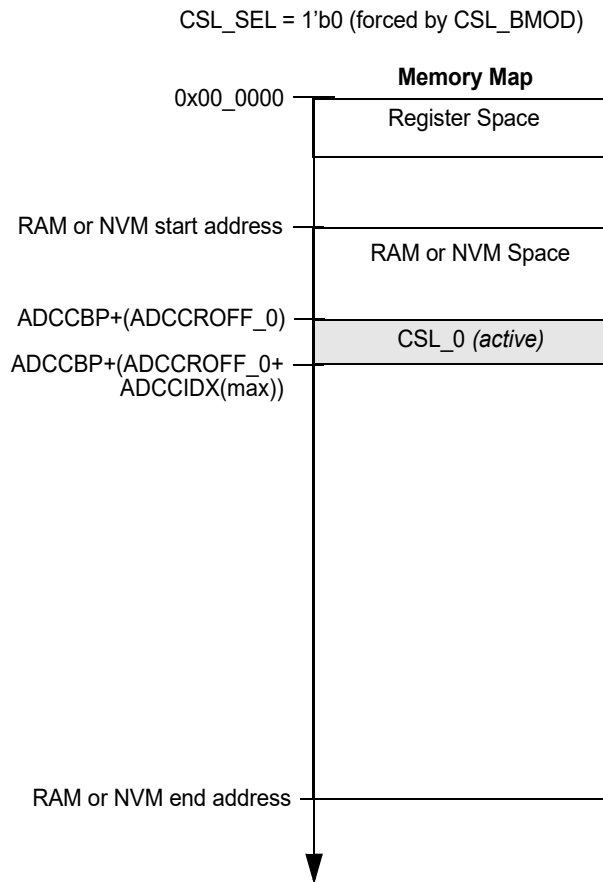 CSL_SEL = 1'b0 (forced by CSL_BMOD)
Memory Map
0x00_0000
Register Space
RAM or NVM start address
RAM or NVM Space
ADCCBP+(ADCCROFF_0)
CSL_0 (active)
ADCCBP+(ADCCROFF_0+
ADCCIDX(max))
RAM or NVM end address